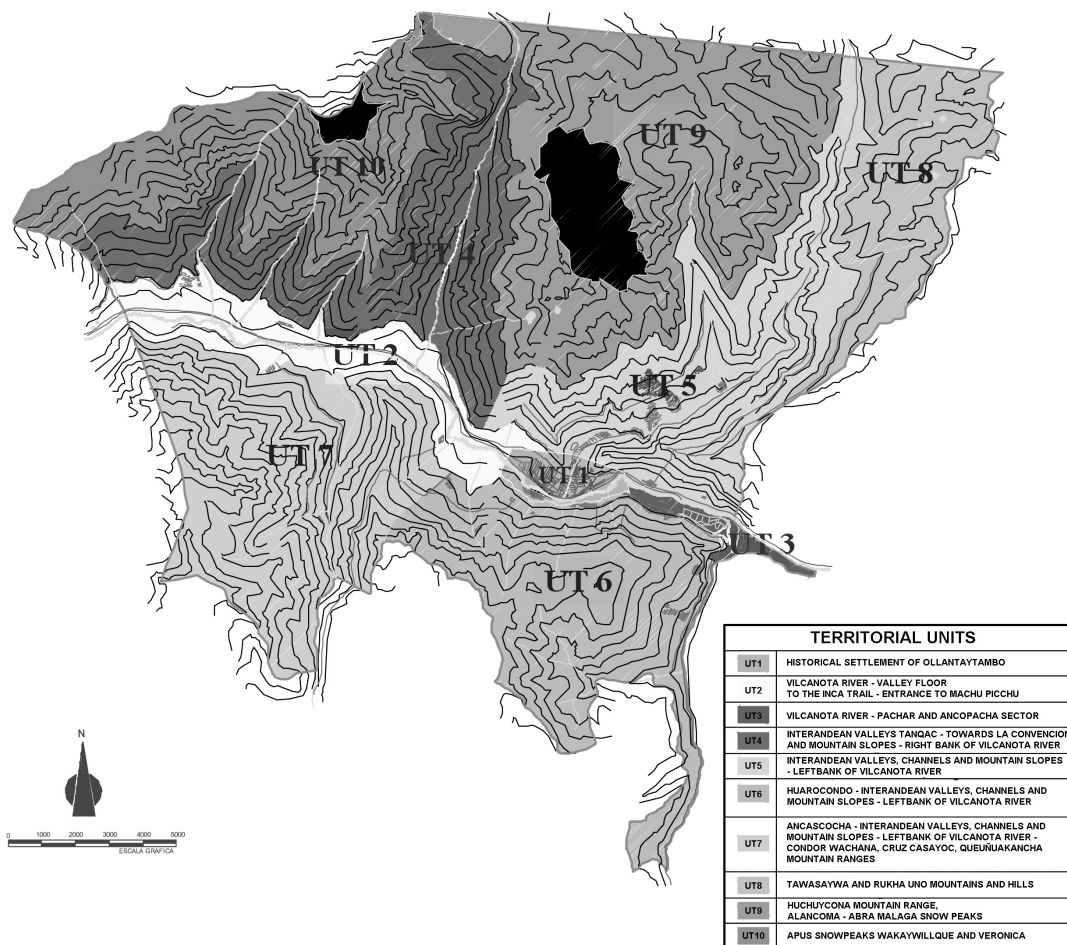 UT 9
UT 10
UT 8
UT 4
UT 2
UT 5
UT 7
UT 1
UT 3
UT 6
N
0 1000 2000 3000 4000 5000
ESCALA GRAFICA
TERRITORIAL UNITS
UT1 HISTORICAL SETTLEMENT OF OLLANTAYTAMBO
UT2 VILCANOTA RIVER - VALLEY FLOOR
TO THE INCA TRAIL - ENTRANCE TO MACHU PICCHU
UT3 VILCANOTA RIVER - PACHAR AND ANCOPACHA SECTOR
UT4 INTERANDEAN VALLEYS TANQAC - TOWARDS LA CONVENCION
AND MOUNTAIN SLOPES - RIGHT BANK OF VILCANOTA RIVER
UT5 INTERANDEAN VALLEYS, CHANNELS AND MOUNTAIN SLOPES
- LEFTBANK OF VILCANOTA RIVER
UT6 HUAROCONDO - INTERANDEAN VALLEYS, CHANNELS AND
MOUNTAIN SLOPES - LEFTBANK OF VILCANOTA RIVER
UT7 ANCASCOCHA - INTERANDEAN VALLEYS, CHANNELS AND
MOUNTAIN SLOPES - LEFTBANK OF VILCANOTA RIVER -
CONDOR WACHANA, CRUZ CASAYOC, QUEUÑUAKANCHA
MOUNTAIN RANGES
UT8 TAWASAYWA AND RUKHA UNO MOUNTAINS AND HILLS
UT9 HUCHUYCONA MOUNTAIN RANGE,
ALANCOMA - ABRA MALAGA SNOW PEAKS
UT10 APUS SNOWPEAKS WAKAYWILLQUE AND VERONICA